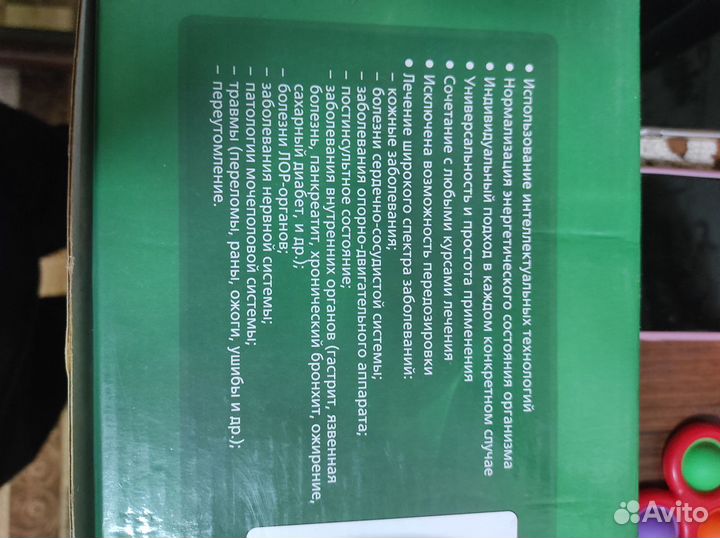 • Использование интеллектуальных технологий
• Нормализация энергетического состояния организма
• Индивидуальный подход в каждом конкретном случае
• Универсальность и простота применения
• Сочетание с любыми курсами лечения
• Исключена возможность передозировки
• Лечение широкого спектра заболеваний:
– кожные заболевания;
– болезни сердечно-сосудистой системы;
– заболевания опорно-двигательного аппарата;
– постинсультное состояние;
– заболевания внутренних органов (гастрит, язвенная
болезнь, панкреатит, хронический бронхит, ожирение,
сахарный диабет, и др.);
– болезни ЛОР-органов;
– заболевания нервной системы;
– патологии мочеполовой системы;
– травмы (переломы, раны, ожоги, ушибы и др.);
– переутомление.
Avito